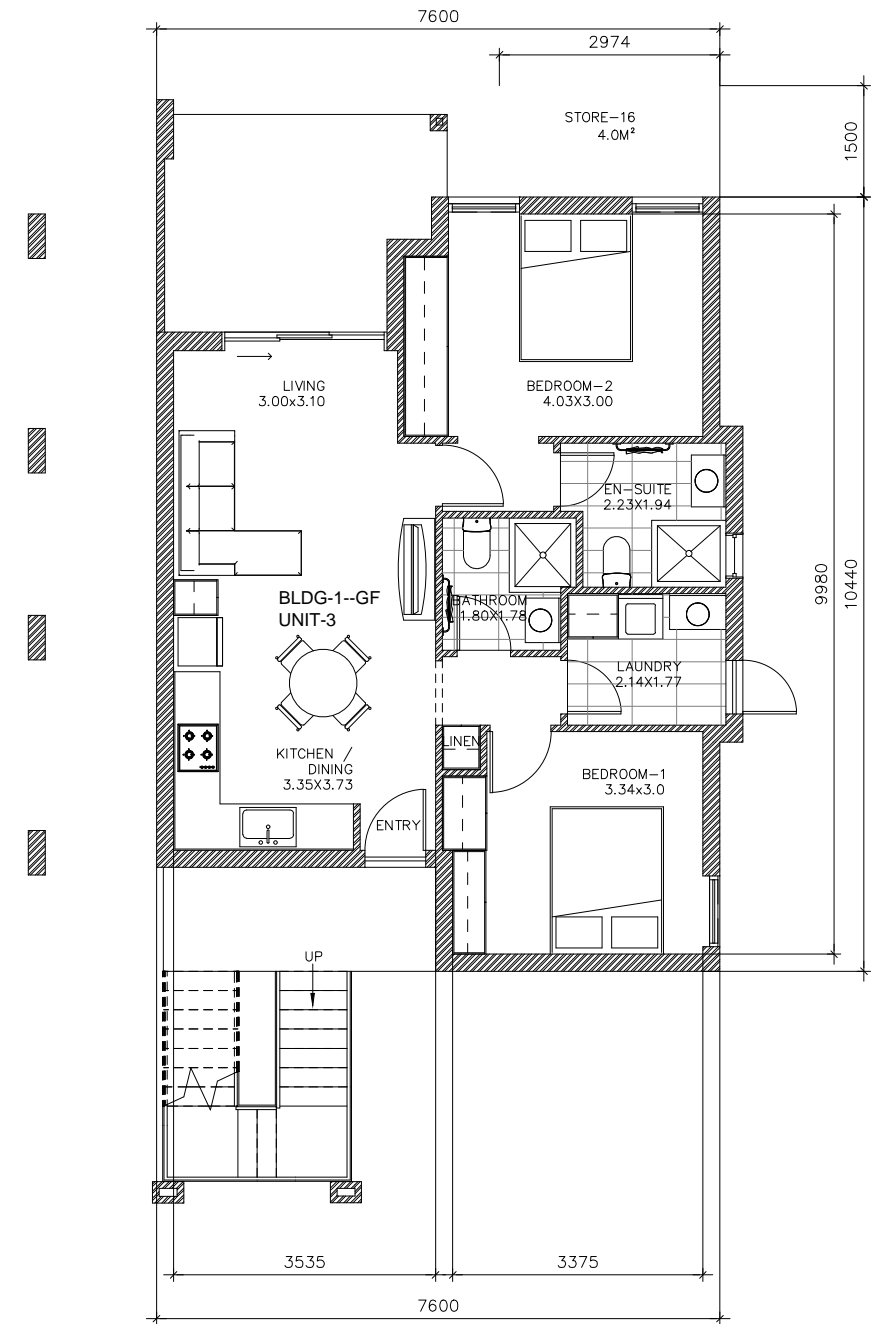 7600
2974
STORE-16
4.0M²
1500
LIVING
3.00x3.10
BEDROOM-2
4.03X3.00
EN-SUITE
2.23X1.94
9980
10440
BLDG-1--GF
UNIT-3
BATHROOM
1.80X1.78
LAUNDRY
2.14X1.77
LINEN
KITCHEN /
DINING
3.35X3.73
BEDROOM-1
3.34x3.0
ENTRY
UP
3535
3375
7600